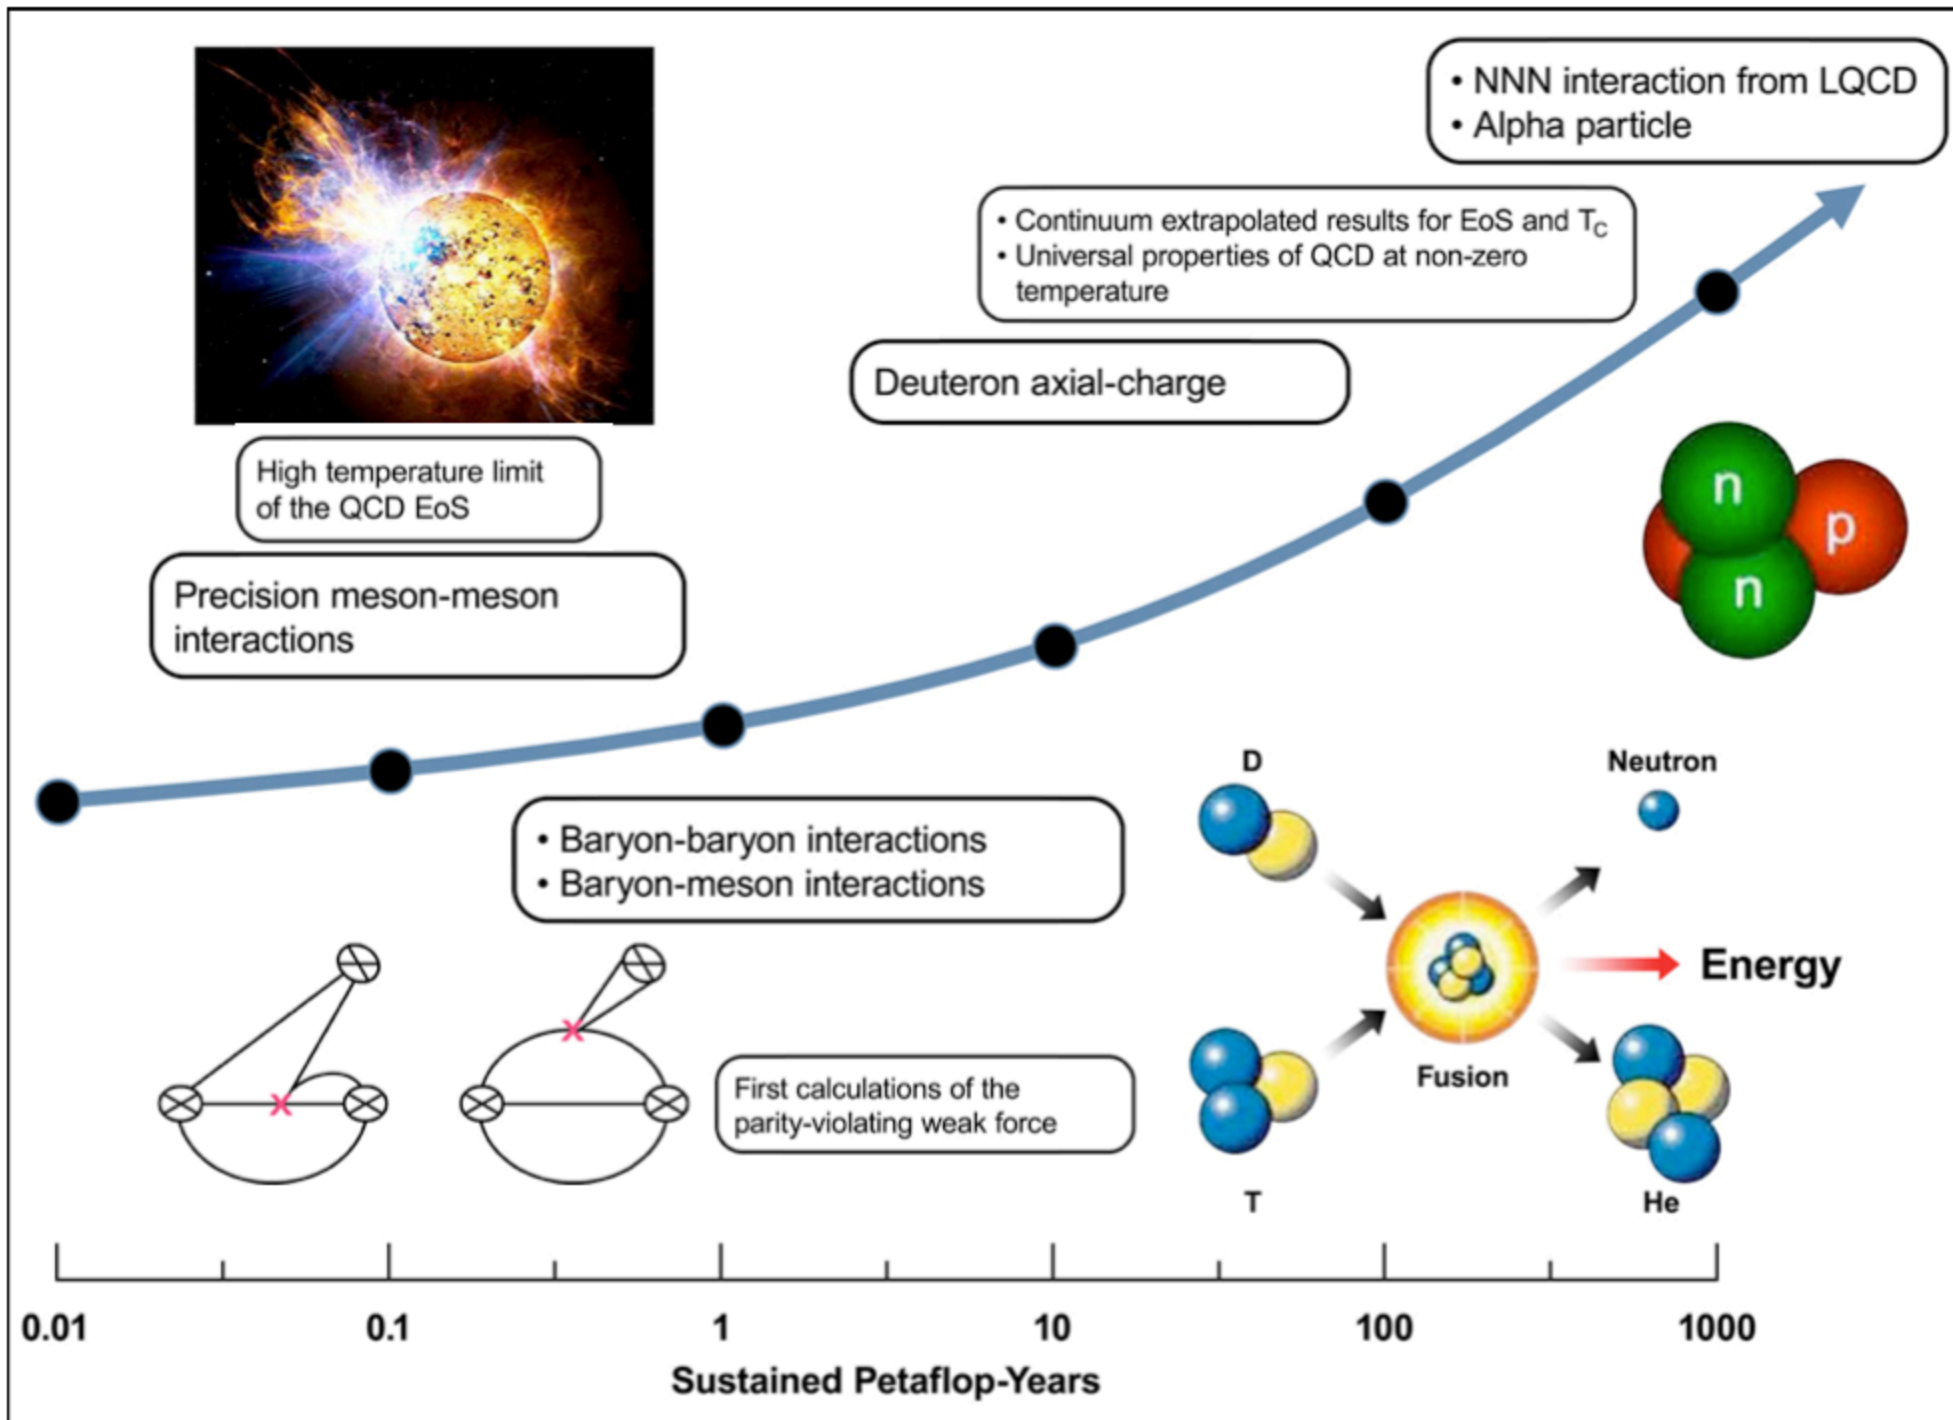 • NNN interaction from LQCD
• Alpha particle
• Continuum extrapolated results for EoS and TC
• Universal properties of QCD at non-zero
temperature
Deuteron axial-charge
High temperature limit
of the QCD EoS
Precision meson-meson
interactions
n
p
n
• Baryon-baryon interactions
• Baryon-meson interactions
D
Neutron
Energy
Fusion
First calculations of the
parity-violating weak force
T
He
0.01
0.1
1
10
100
1000
Sustained Petaflop-Years